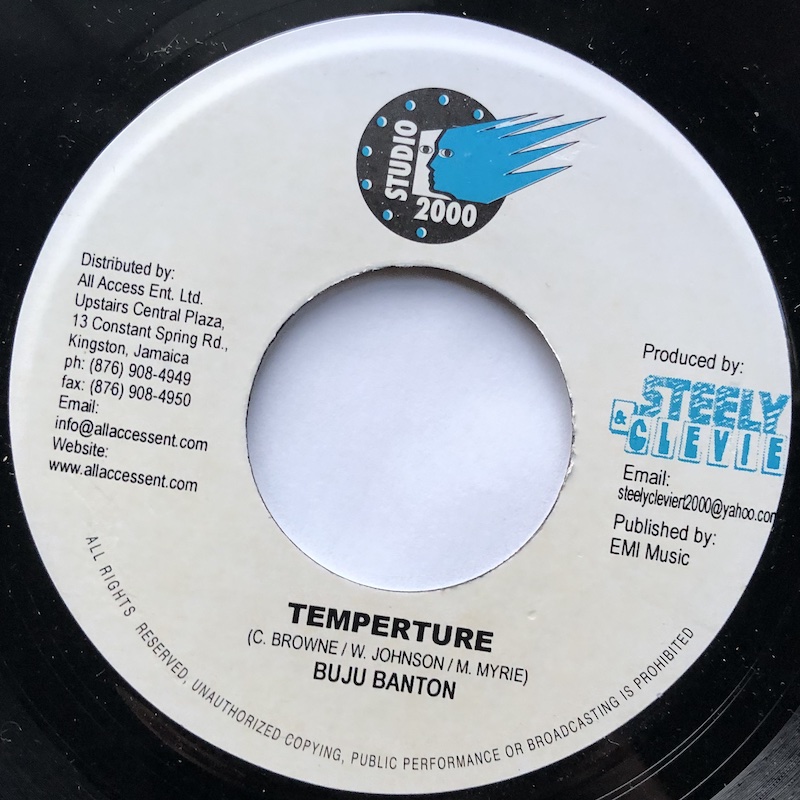 STUDIO
2000
Distributed by:
All Access Ent. Ltd.
Upstairs Central Plaza,
13 Constant Spring Rd.,
Kingston, Jamaica
ph: (876) 908-4949
fax: (876) 908-4950
Email:
info@allaccessent.com
Website:
www.allaccessent.com
Produced by:
STEELY
& CLEVIE
Email:
steelycleviert2000@yahoo.com
Published by:
EMI Music
TEMPERTURE
(C. BROWNE / W. JOHNSON / M. MYRIE)
BUJU BANTON
ALL RIGHTS RESERVED, UNAUTHORIZED COPYING, PUBLIC PERFORMANCE OR BROADCASTING IS PROHIBITED